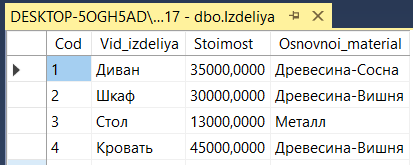 DESKTOP-5OGH5AD\...17 - dbo.Izdeliya
Cod Vid_izdeliya Stoimost Osnovnoi_material
1 Диван 35000,0000 Древесина-Сосна
2 Шкаф 30000,0000 Древесина-Вишня
3 Стол 13000,0000 Металл
4 Кровать 45000,0000 Древесина-Вишня